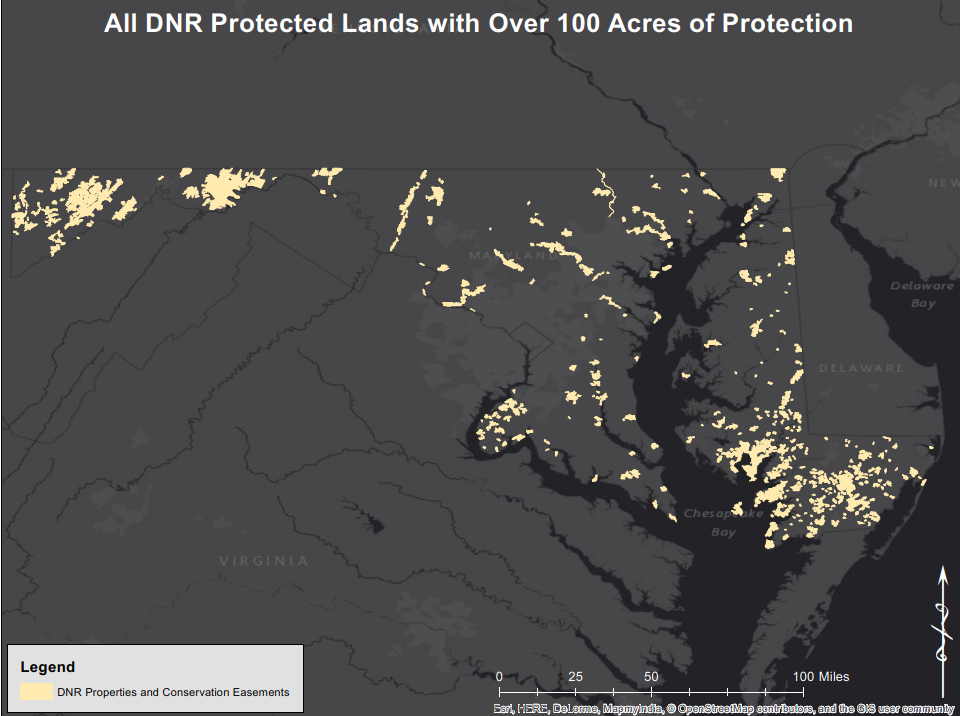 All DNR Protected Lands with Over 100 Acres of Protection
NEW
MARYLAND
Delaware
Bay
DELAWARE
Chesapeake
Bay
VIRGINIA
Legend
DNR Properties and Conservation Easements
0 25 50 100 Miles
Esri, HERE, DeLorme, MapmyIndia, © OpenStreetMap contributors, and the GIS user community